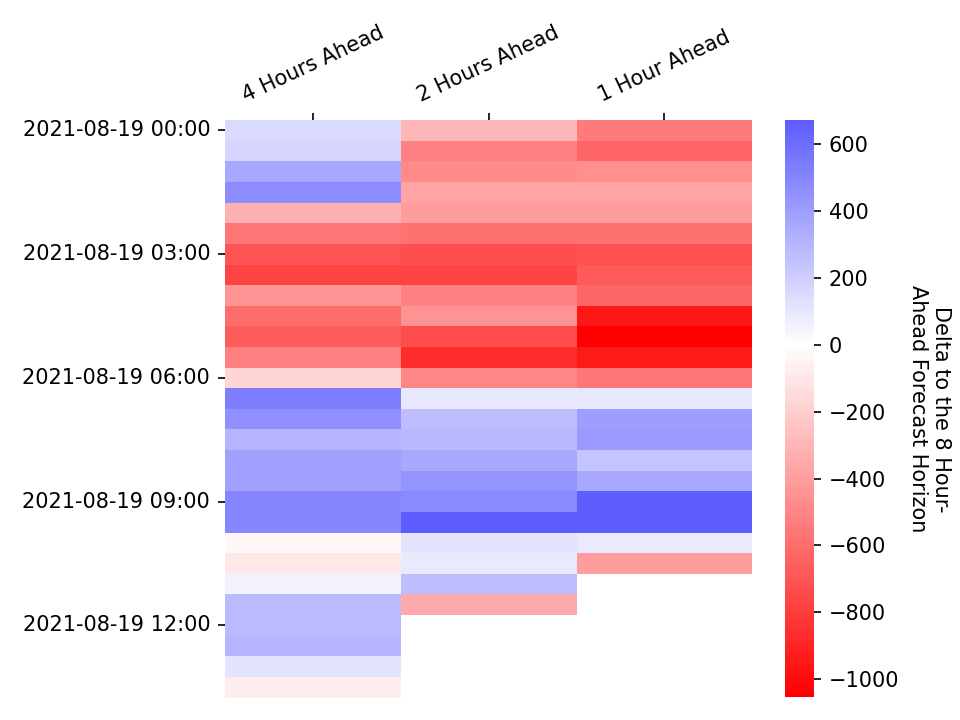 4 Hours Ahead
2 Hours Ahead
1 Hour Ahead
2021-08-19 00:00
2021-08-19 03:00
2021-08-19 06:00
2021-08-19 09:00
2021-08-19 12:00
600
400
200
0
−200
−400
−600
−800
−1000
Delta to the 8 Hour-
Ahead Forecast Horizon